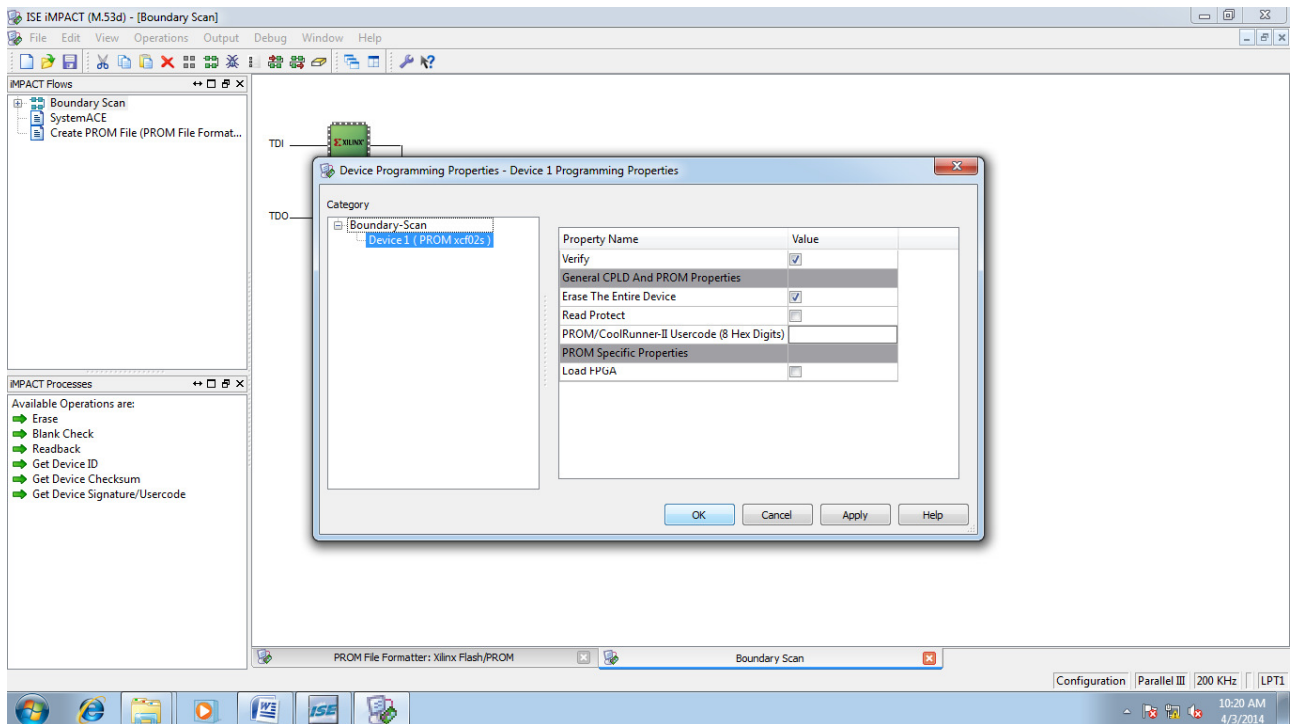 ISE iMPACT (M.53d) - [Boundary Scan]
File Edit View Operations Output Debug Window Help
iMPACT Flows
Boundary Scan
SystemACE
Create PROM File (PROM File Format...
TDI
XILINX
TDO
Device Programming Properties - Device 1 Programming Properties
Category
Boundary-Scan
Device 1 ( PROM xcf02s )
Property Name Value
Verify
General CPLD And PROM Properties
Erase The Entire Device
Read Protect
PROM/CoolRunner-II Usercode (8 Hex Digits)
PROM Specific Properties
Load FPGA
OK Cancel Apply Help
iMPACT Processes
Available Operations are:
Erase
Blank Check
Readback
Get Device ID
Get Device Checksum
Get Device Signature/Usercode
PROM File Formatter: Xilinx Flash/PROM Boundary Scan
Configuration Parallel III 200 KHz LPT1
ISE
10:20 AM
4/3/2014